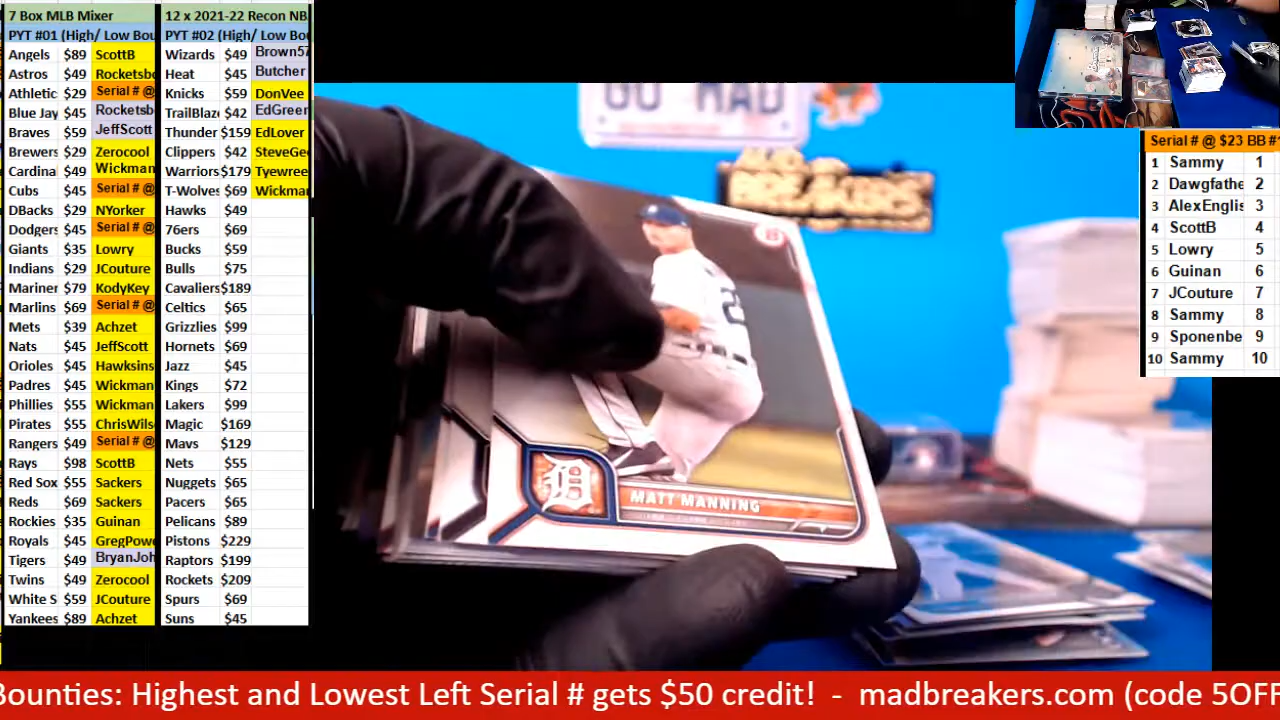 7 Box MLB Mixer
PYT #01 (High/ Low Bou
Angels $89 ScottB
Astros $49 Rocketsbo
Athletic $29 Serial # @
Blue Jay $45 Rocketsb
Braves $59 JeffScott
Brewers $29 Zerocool
Cardina $49 Wickman
Cubs $45 Serial # @
DBacks $29 NYorker
Dodgers $45 Serial # @
Giants $35 Lowry
Indians $29 JCouture
Mariner $79 KodyKey
Marlins $69 Serial # @
Mets $39 Achzet
Nats $45 JeffScott
Orioles $45 Hawksins
Padres $45 Wickman
Phillies $55 Wickman
Pirates $55 ChrisWils
Rangers $49 Serial # @
Rays $98 ScottB
Red Sox $55 Sackers
Reds $69 Sackers
Rockies $35 Guinan
Royals $45 GregPow
Tigers $49 BryanJoh
Twins $49 Zerocool
White S $59 JCouture
Yankees $89 Achzet
12 x 2021-22 Recon NB
PYT #02 (High/ Low Bou
Wizards $49 Brown57
Heat $45 Butcher
Knicks $59 DonVee
TrailBlaz $42 EdGreer
Thunder $159 EdLover
Clippers $42 SteveGe
Warriors $179 Tyewree
T-Wolves $69 Wickma
Hawks $49
76ers $69
Bucks $59
Bulls $75
Cavaliers $189
Celtics $65
Grizzlies $99
Hornets $69
Jazz $45
Kings $72
Lakers $99
Magic $169
Mavs $129
Nets $55
Nuggets $65
Pacers $65
Pelicans $89
Pistons $229
Raptors $199
Rockets $209
Spurs $69
Suns $45
GO MAD
BREAKERS
MATT MANNING
Serial # @ $23 BB #
1 Sammy 1
2 Dawgfathe 2
3 AlexEnglis 3
4 ScottB 4
5 Lowry 5
6 Guinan 6
7 JCouture 7
8 Sammy 8
9 Sponenbe 9
10 Sammy 10
Bounties: Highest and Lowest Left Serial # gets $50 credit! - madbreakers.com (code 5OFF